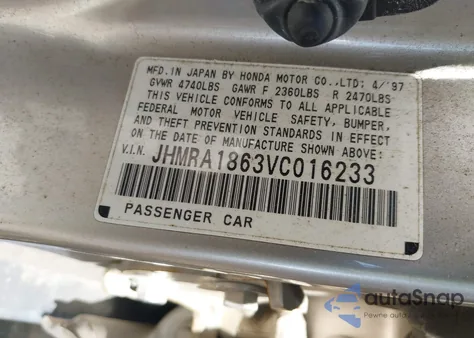 MFD. IN JAPAN BY HONDA MOTOR CO.,LTD: 4/'97
GVWR 4740LBS GAWR F 2360LBS R 2470LBS
THIS VEHICLE CONFORMS TO ALL APPLICABLE
FEDERAL MOTOR VEHICLE SAFETY, BUMPER,
AND THEFT PREVENTION STANDARDS IN EFFECT
ON THE DATE OF MANUFACTURE SHOWN ABOVE:
V.I.N. JHMRA1863VC016233
PASSENGER CAR
autoSnap
Pewne auto